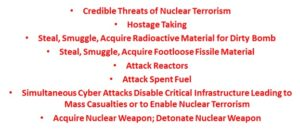 • Credible Threats of Nuclear Terrorism
• Hostage Taking
• Steal, Smuggle, Acquire Radioactive Material for Dirty Bomb
• Steal, Smuggle, Acquire Footloose Fissile Material
• Attack Reactors
• Attack Spent Fuel
• Simultaneous Cyber Attacks Disable Critical Infrastructure Leading to
Mass Casualties or to Enable Nuclear Terrorism
• Acquire Nuclear Weapon; Detonate Nuclear Weapon